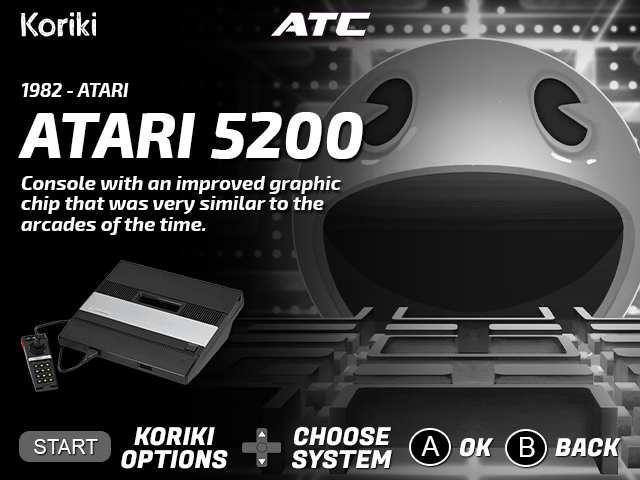 Koriki
ATC
1982 - ATARI
ATARI 5200
Console with an improved graphic
chip that was very similar to the
arcades of the time.
START
KORIKI
OPTIONS
CHOOSE
SYSTEM
A
OK
B
BACK